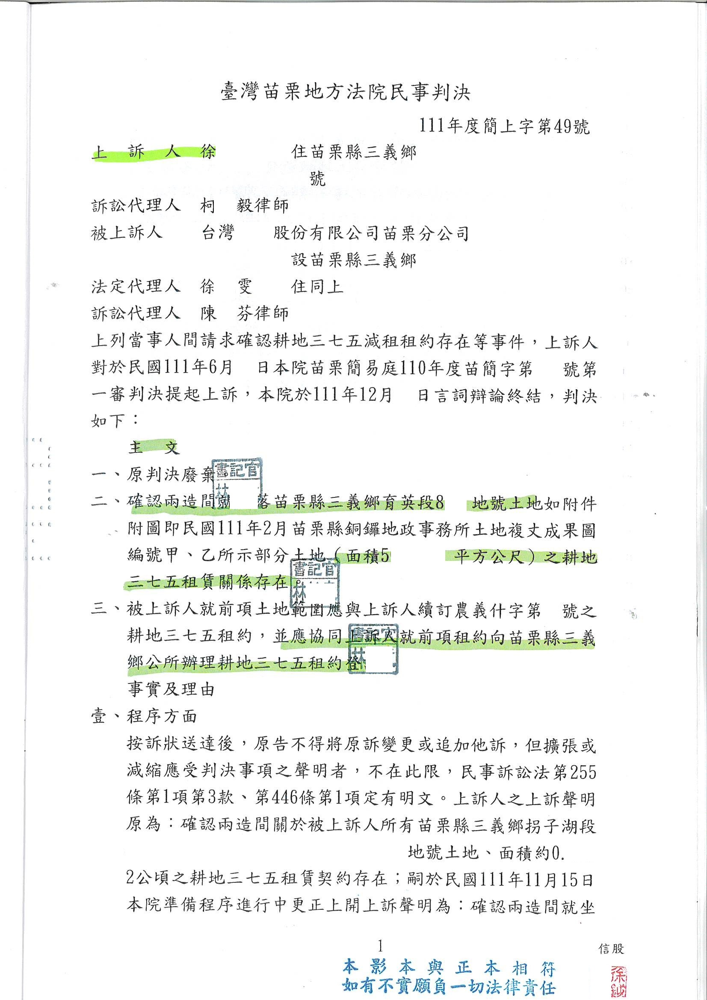 臺灣苗栗地方法院民事判決
111年度簡上字第49號
上訴人 徐 住苗栗縣三義鄉
號
訴訟代理人 柯 毅律師
被上訴人 台灣 股份有限公司苗栗分公司
設苗栗縣三義鄉
法定代理人 徐 雯 住同上
訴訟代理人 陳 芬律師
上列當事人間請求確認耕地三七五減租租約存在等事件，上訴人
對於民國111年6月 日本院苗栗簡易庭110年度苗簡字第 號第
一審判決提起上訴，本院於111年12月 日言詞辯論終結，判決
如下：
主文
一、原判決廢棄。
書記官
林
二、確認兩造間就 落苗栗縣三義鄉育英段8 地號土地如附件
附圖即民國111年2月苗栗縣銅鑼地政事務所土地複丈成果圖
編號甲、乙所示部分土地（面積5 平方公尺）之耕地
三七五租賃關係存在。
書記官
林
三、被上訴人就前項土地範圍應與上訴人續訂農義什字第 號之
耕地三七五租約，並應協同上訴人就前項租約向苗栗縣三義
鄉公所辦理耕地三七五租約登
書記官
林
事實及理由
壹、程序方面
按訴狀送達後，原告不得將原訴變更或追加他訴，但擴張或
減縮應受判決事項之聲明者，不在此限，民事訴訟法第255
條第1項第3款、第446條第1項定有明文。上訴人之上訴聲明
原為：確認兩造間關於被上訴人所有苗栗縣三義鄉拐子湖段
地號土地、面積約0.
2公頃之耕地三七五租賃契約存在；嗣於民國111年11月15日
本院準備程序進行中更正上開上訴聲明為：確認兩造間就坐
1
信股
本影本與正本相符
如有不實願負一切法律責任